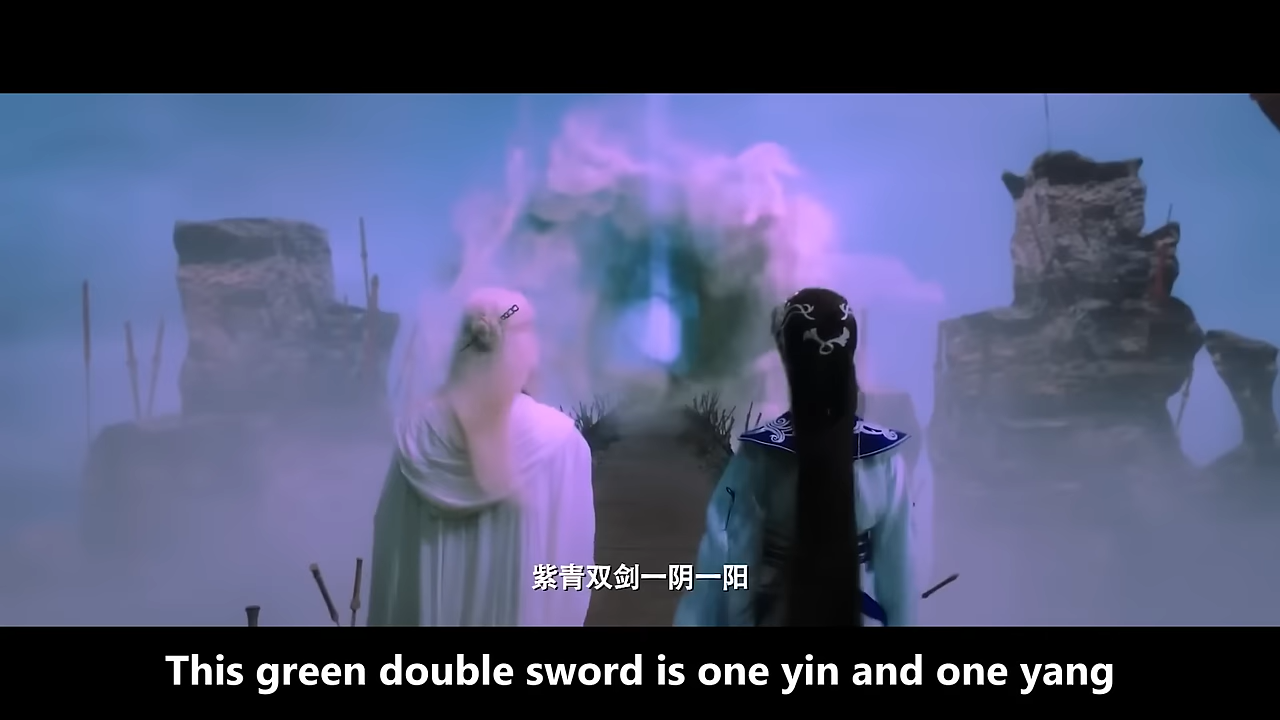 紫青双剑一阴一阳
This green double sword is one yin and one yang